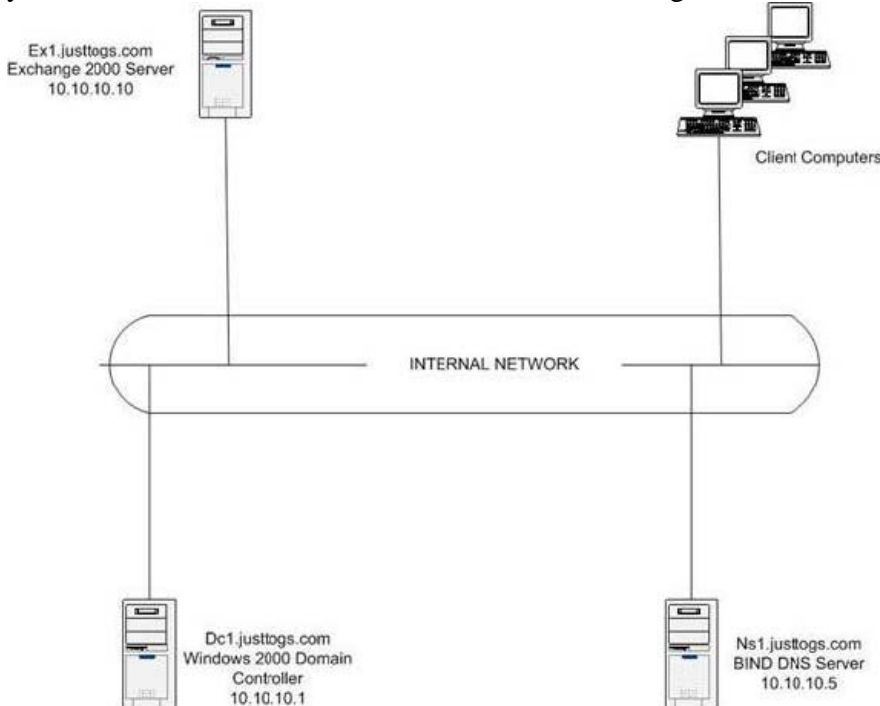 Ex1.justtogs.com
Exchange 2000 Server
10.10.10.10
Client Computers
INTERNAL NETWORK
Dc1.justtogs.com
Windows 2000 Domain
Controller
10.10.10.1
Ns1.justtogs.com
BIND DNS Server
10.10.10.5